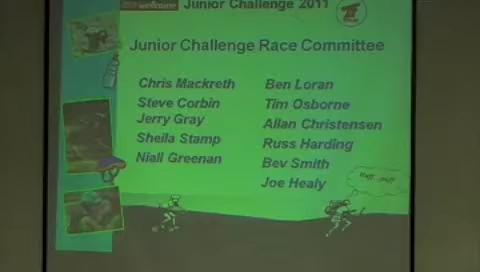 welcome Junior Challenge 2011
Junior Challenge Race Committee
Chris Mackreth
Steve Corbin
Jerry Gray
Sheila Stamp
Niall Greenan
Ben Loran
Tim Osborne
Allan Christensen
Russ Harding
Bev Smith
Joe Healy